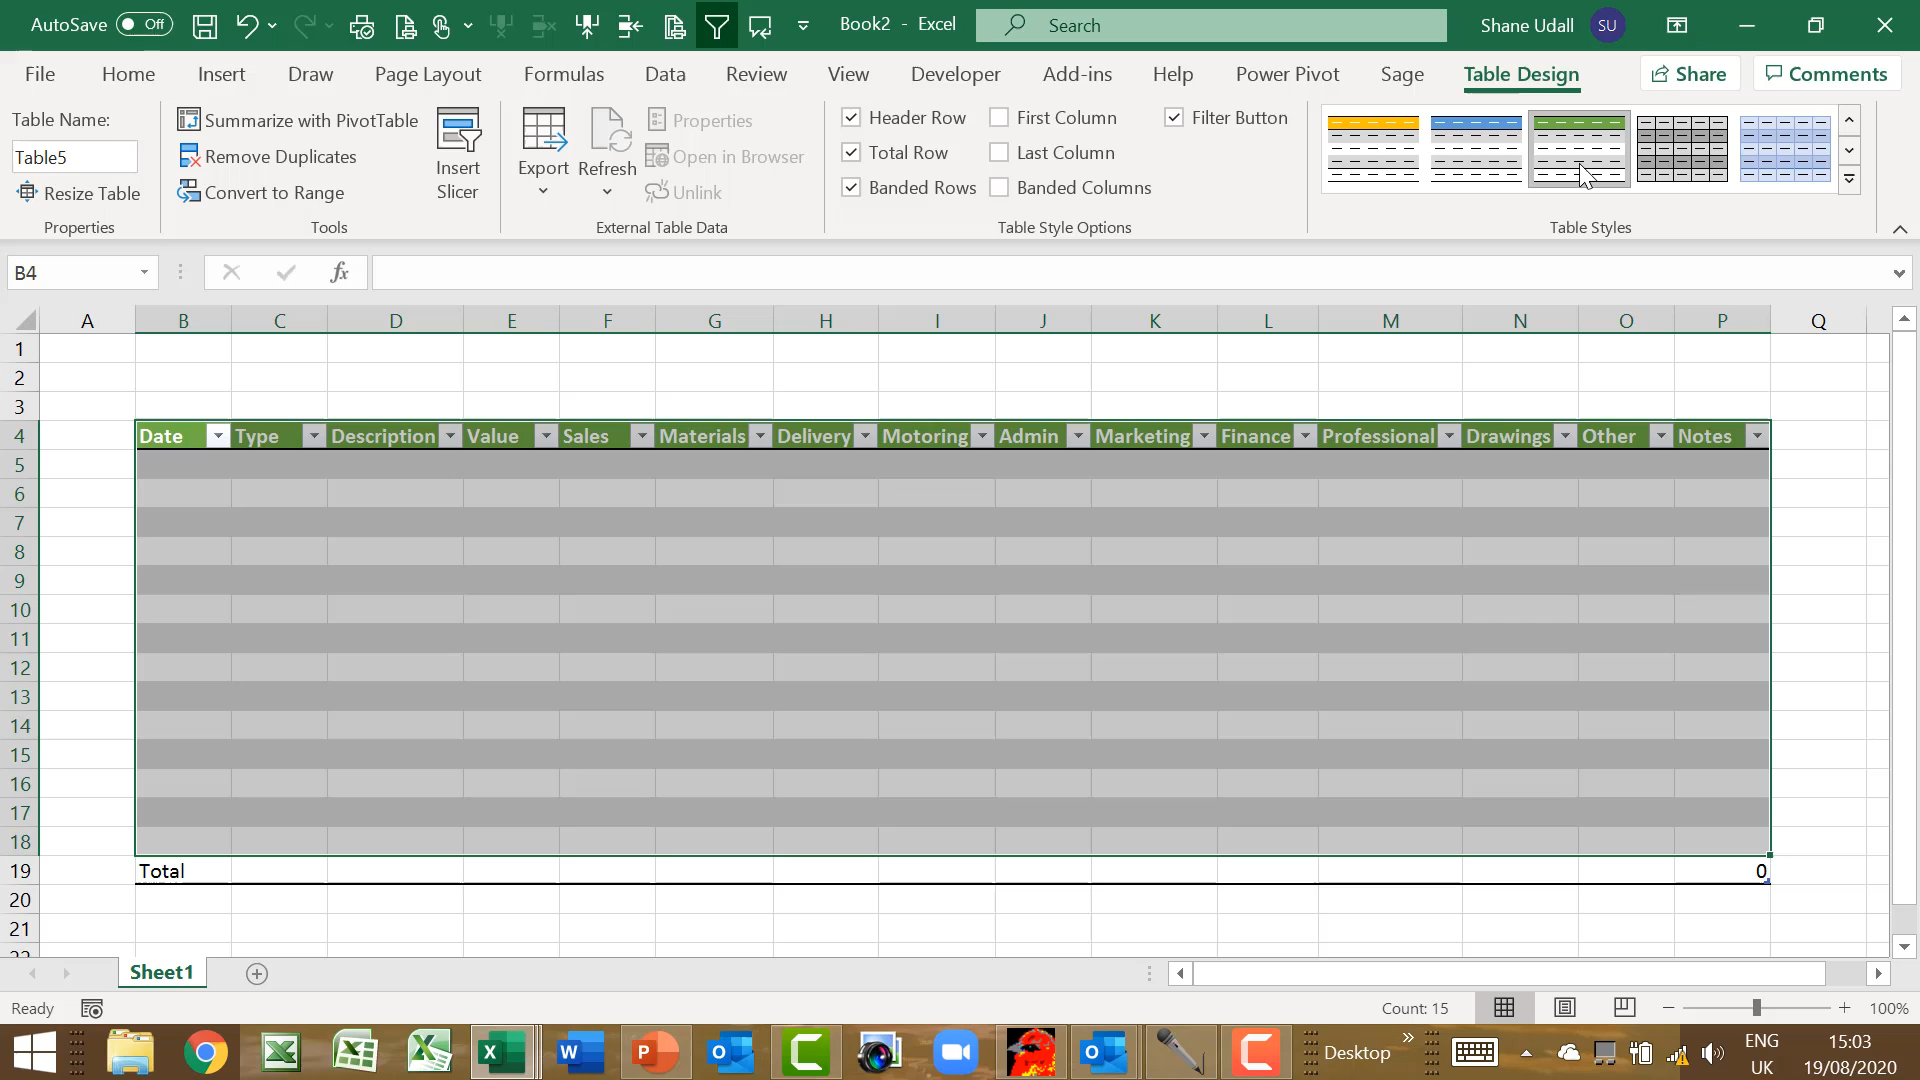 AutoSave Off Book2 - Excel Search Shane Udall SU
File Home Insert Draw Page Layout Formulas Data Review View Developer Add-ins Help Power Pivot Sage Table Design Share Comments
Table Name:
Table5
Resize Table
Properties
Summarize with PivotTable
Remove Duplicates
Convert to Range
Insert
Slicer
Tools
Export
Refresh
Properties
Open in Browser
Unlink
External Table Data
Header Row
Total Row
Banded Rows
First Column
Last Column
Banded Columns
Filter Button
Table Style Options
Table Styles
B4 fx
A B C D E F G H I J K L M N O P Q
1
2
3
4 Date Type Description Value Sales Materials Delivery Motoring Admin Marketing Finance Professional Drawings Other Notes
5
6
7
8
9
10
11
12
13
14
15
16
17
18
19 Total 0
20
21
22
Sheet1
Ready Count: 15 100%
Desktop ENG 15:03
UK 19/08/2020